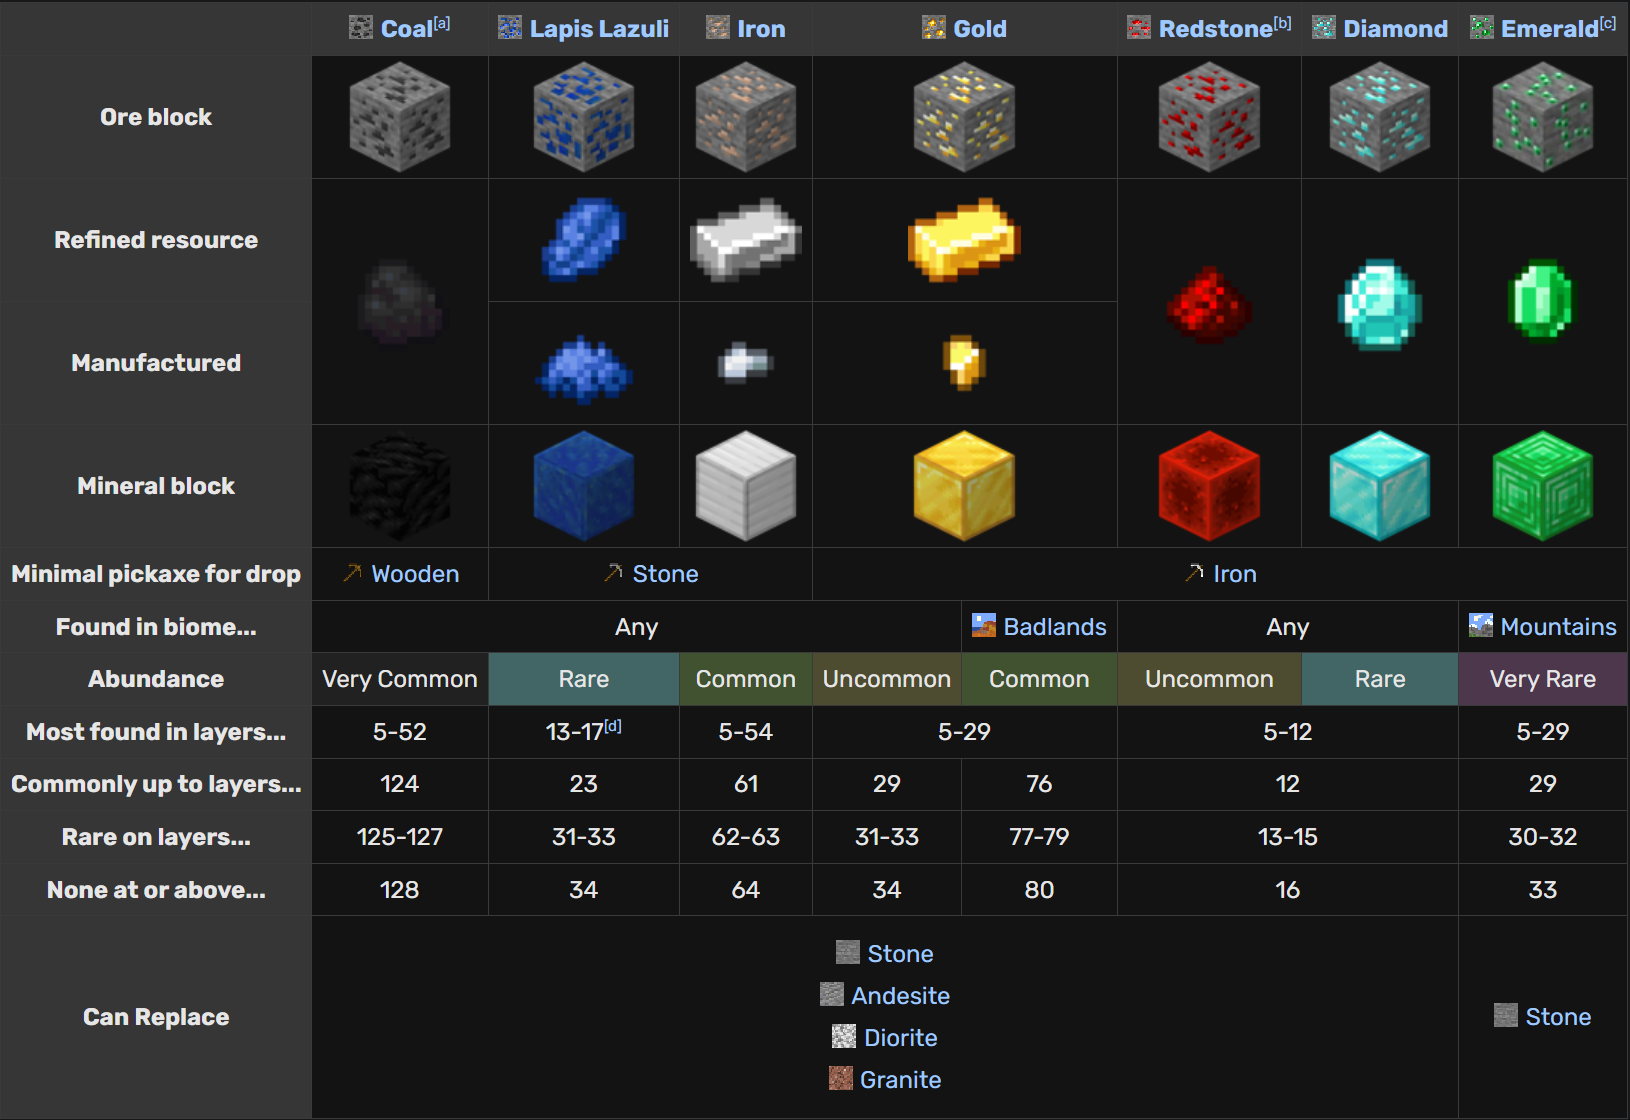 Coal[a] Lapis Lazuli Iron Gold Redstone[b] Diamond Emerald[c]
Ore block
Refined resource
Manufactured
Mineral block
Minimal pickaxe for drop Wooden Stone Iron
Found in biome... Any Badlands Any Mountains
Abundance Very Common Rare Common Uncommon Common Uncommon Rare Very Rare
Most found in layers... 5-52 13-17[d] 5-54 5-29 5-12 5-29
Commonly up to layers... 124 23 61 29 76 12 29
Rare on layers... 125-127 31-33 62-63 31-33 77-79 13-15 30-32
None at or above... 128 34 64 34 80 16 33
Can Replace
Stone
Andesite
Diorite
Granite
Stone